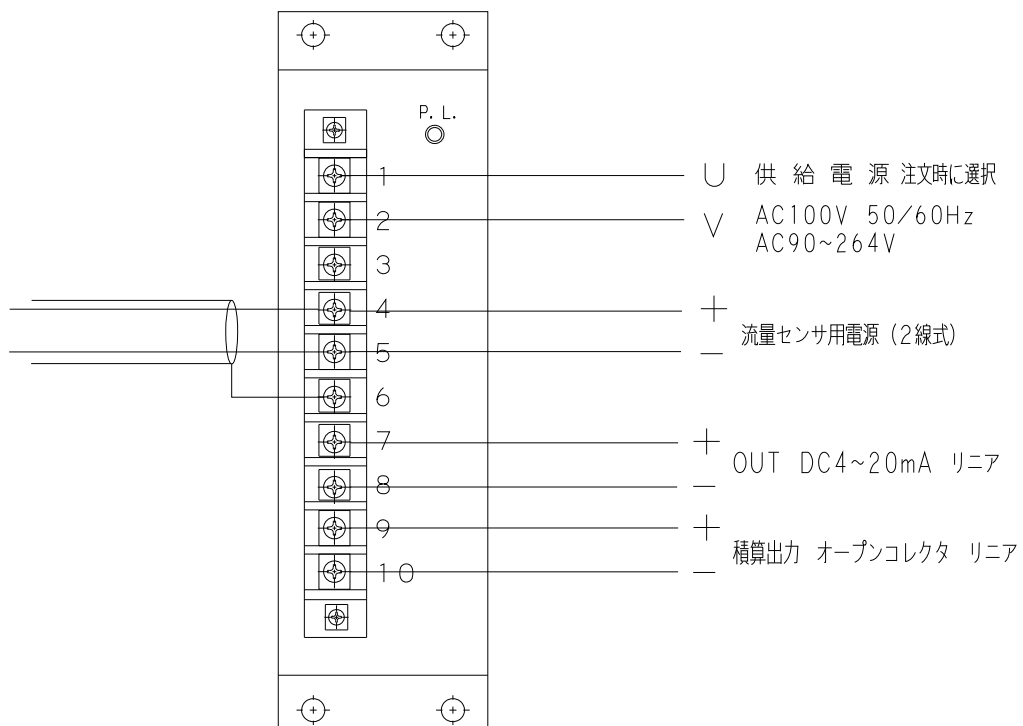 P. L.
1
U 供給電源 注文時に選択
2
V AC100V 50/60Hz
AC90~264V
3
4
+
流量センサ用電源（2線式）
5
−
6
7
+
OUT DC4~20mA リニア
8
−
9
+
積算出力 オープンコレクタ リニア
10
−